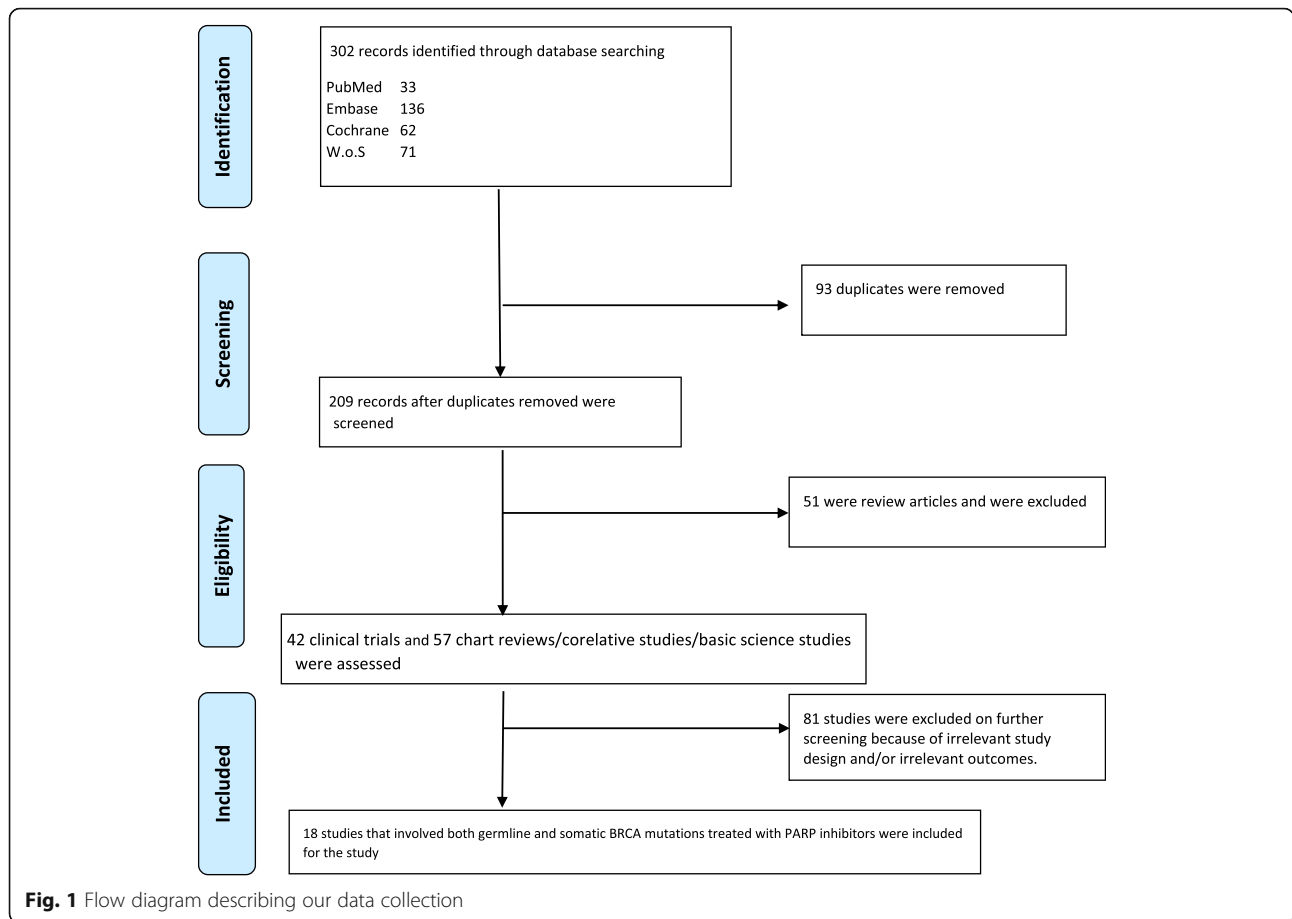 Identification
302 records identified through database searching
PubMed 33
Embase 136
Cochrane 62
W.o.S 71
Screening
93 duplicates were removed
209 records after duplicates removed were
screened
Eligibility
51 were review articles and were excluded
42 clinical trials and 57 chart reviews/corelative studies/basic science studies
were assessed
Included
81 studies were excluded on further
screening because of irrelevant study
design and/or irrelevant outcomes.
18 studies that involved both germline and somatic BRCA mutations treated with PARP inhibitors were included
for the study
Fig. 1 Flow diagram describing our data collection